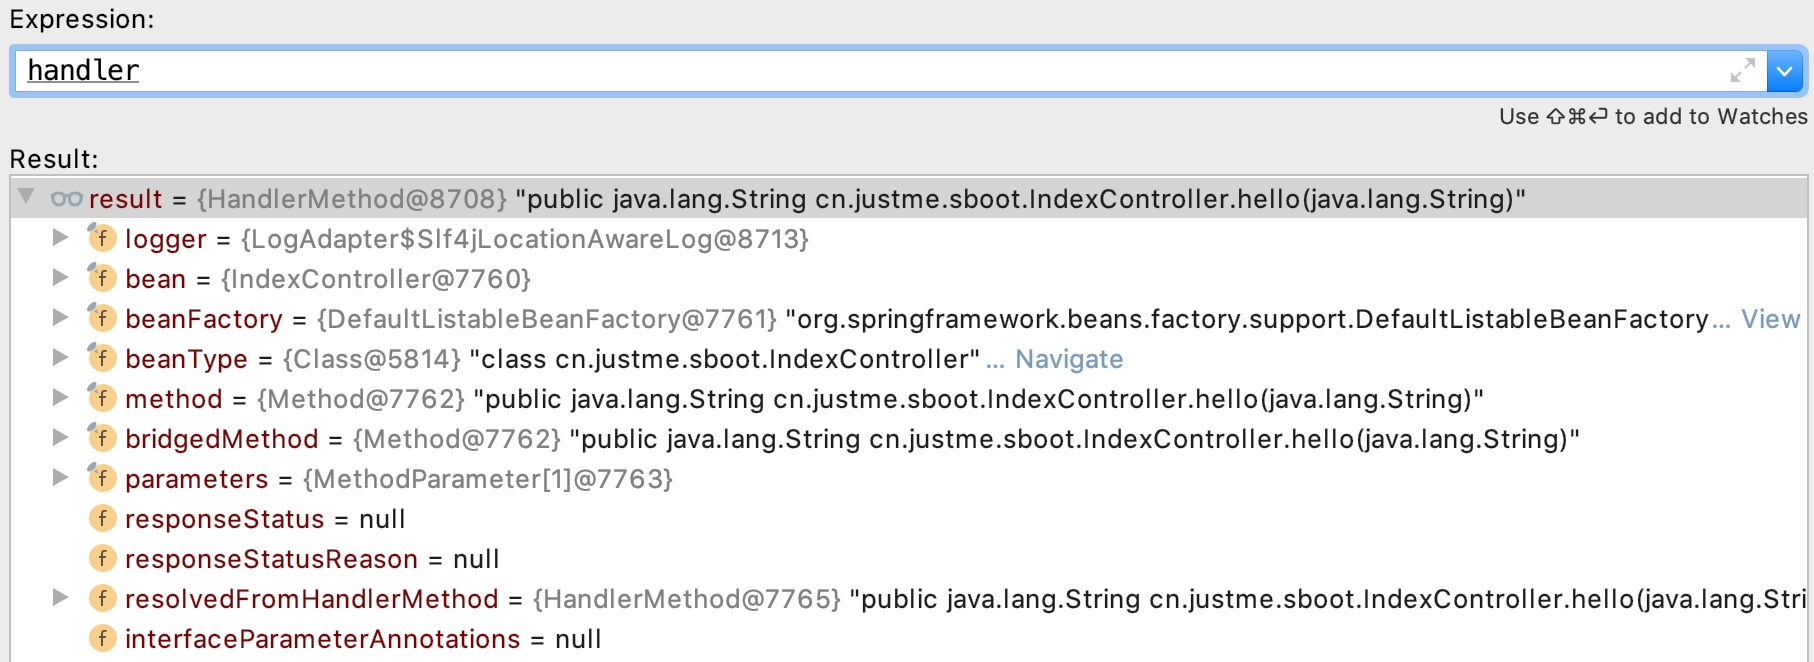 Expression:
handler
Use ⇧⌘⏎ to add to Watches
Result:
result = {HandlerMethod@8708} "public java.lang.String cn.justme.sboot.IndexController.hello(java.lang.String)"
f logger = {LogAdapter$Slf4jLocationAwareLog@8713}
f bean = {IndexController@7760}
f beanFactory = {DefaultListableBeanFactory@7761} "org.springframework.beans.factory.support.DefaultListableBeanFactory... View
f beanType = {Class@5814} "class cn.justme.sboot.IndexController" ... Navigate
f method = {Method@7762} "public java.lang.String cn.justme.sboot.IndexController.hello(java.lang.String)"
f bridgedMethod = {Method@7762} "public java.lang.String cn.justme.sboot.IndexController.hello(java.lang.String)"
f parameters = {MethodParameter[1]@7763}
f responseStatus = null
f responseStatusReason = null
f resolvedFromHandlerMethod = {HandlerMethod@7765} "public java.lang.String cn.justme.sboot.IndexController.hello(java.lang.Stri
f interfaceParameterAnnotations = null